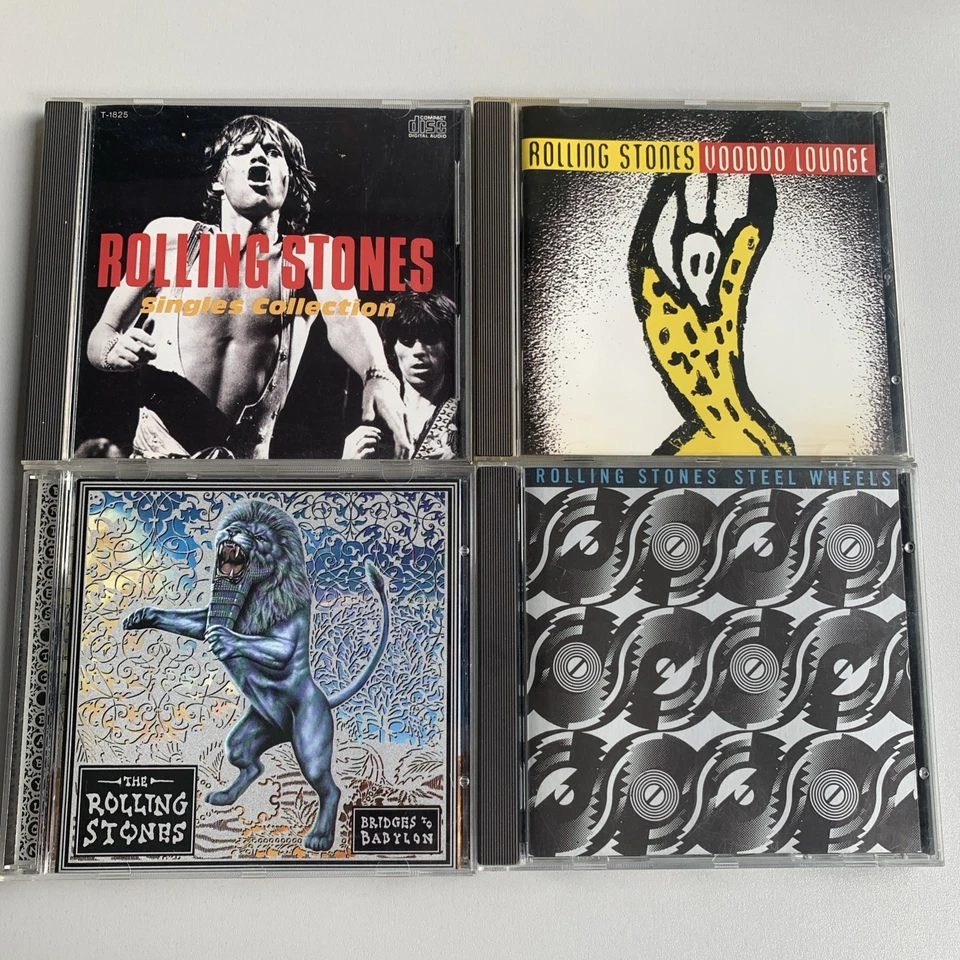 T-1825
COMPACT
disc
DIGITAL AUDIO
ROLLING STONES
Singles Collection
ROLLING STONES VOODOO LOUNGE
THE
ROLLING
STONES
BRIDGES TO
BABYLON
ROLLING STONES STEEL WHEELS